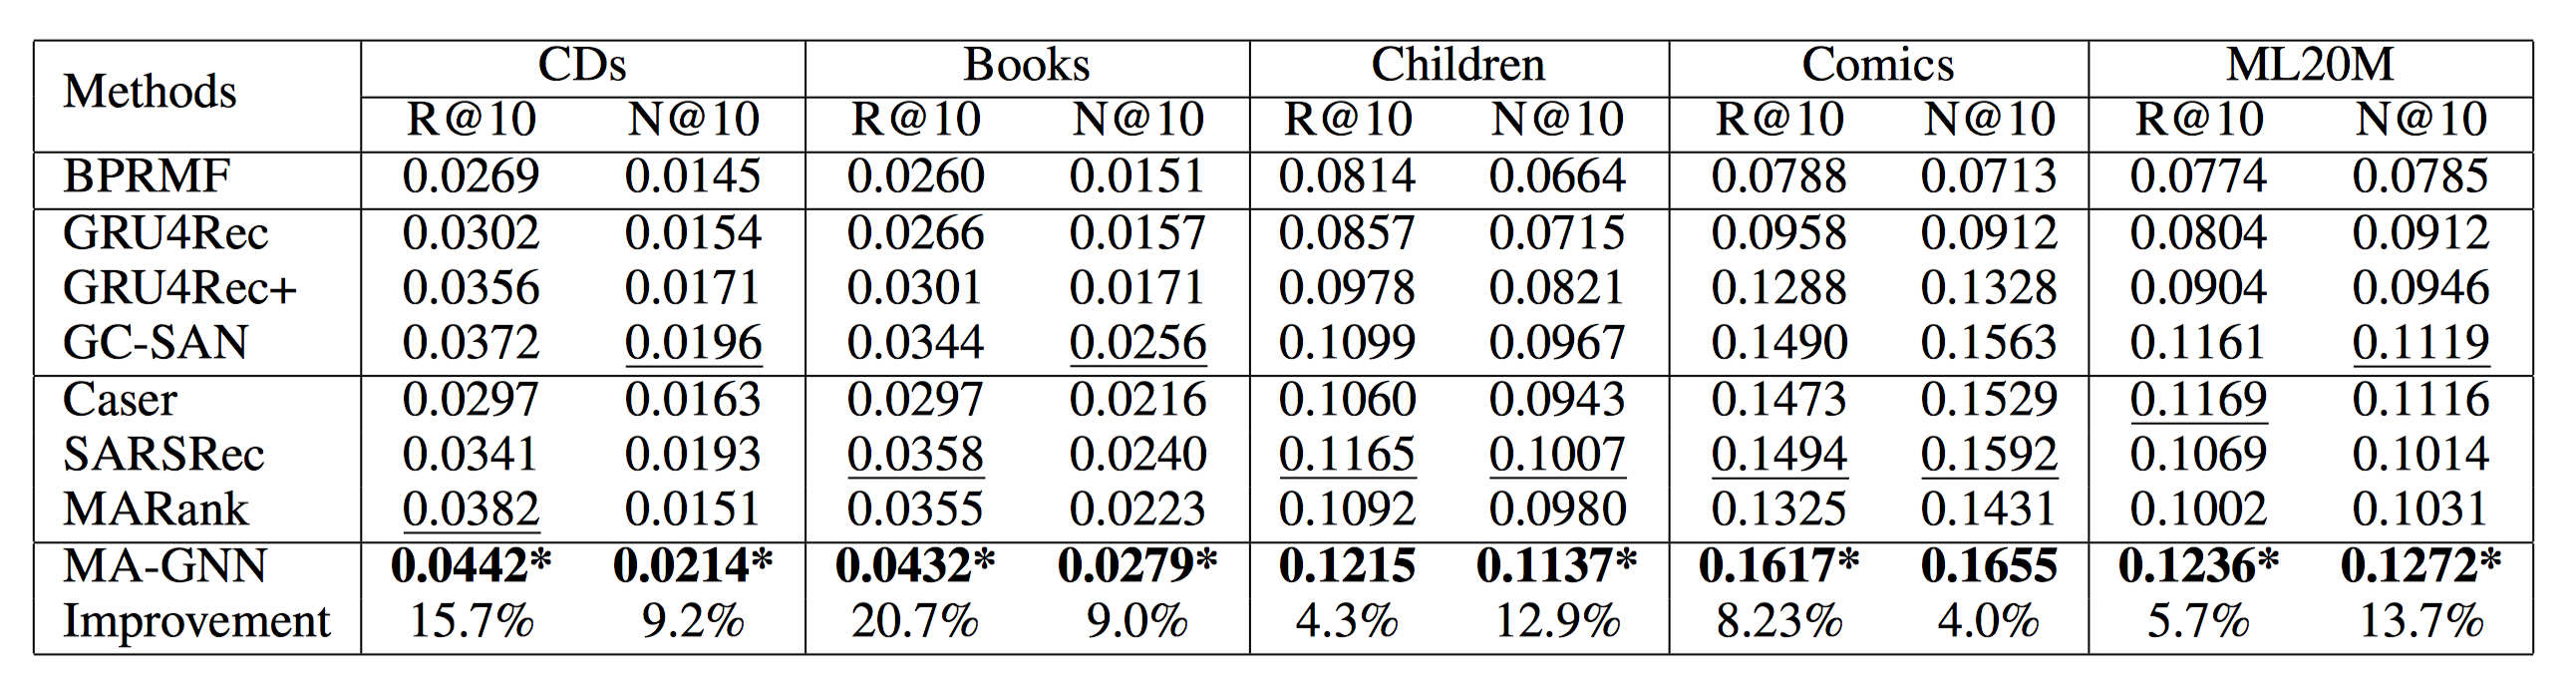 Methods CDs Books Children Comics ML20M
R@10 N@10 R@10 N@10 R@10 N@10 R@10 N@10 R@10 N@10
BPRMF 0.0269 0.0145 0.0260 0.0151 0.0814 0.0664 0.0788 0.0713 0.0774 0.0785
GRU4Rec 0.0302 0.0154 0.0266 0.0157 0.0857 0.0715 0.0958 0.0912 0.0804 0.0912
GRU4Rec+ 0.0356 0.0171 0.0301 0.0171 0.0978 0.0821 0.1288 0.1328 0.0904 0.0946
GC-SAN 0.0372 0.0196 0.0344 0.0256 0.1099 0.0967 0.1490 0.1563 0.1161 0.1119
Caser 0.0297 0.0163 0.0297 0.0216 0.1060 0.0943 0.1473 0.1529 0.1169 0.1116
SARSRec 0.0341 0.0193 0.0358 0.0240 0.1165 0.1007 0.1494 0.1592 0.1069 0.1014
MARank 0.0382 0.0151 0.0355 0.0223 0.1092 0.0980 0.1325 0.1431 0.1002 0.1031
MA-GNN 0.0442* 0.0214* 0.0432* 0.0279* 0.1215 0.1137* 0.1617* 0.1655 0.1236* 0.1272*
Improvement 15.7% 9.2% 20.7% 9.0% 4.3% 12.9% 8.23% 4.0% 5.7% 13.7%